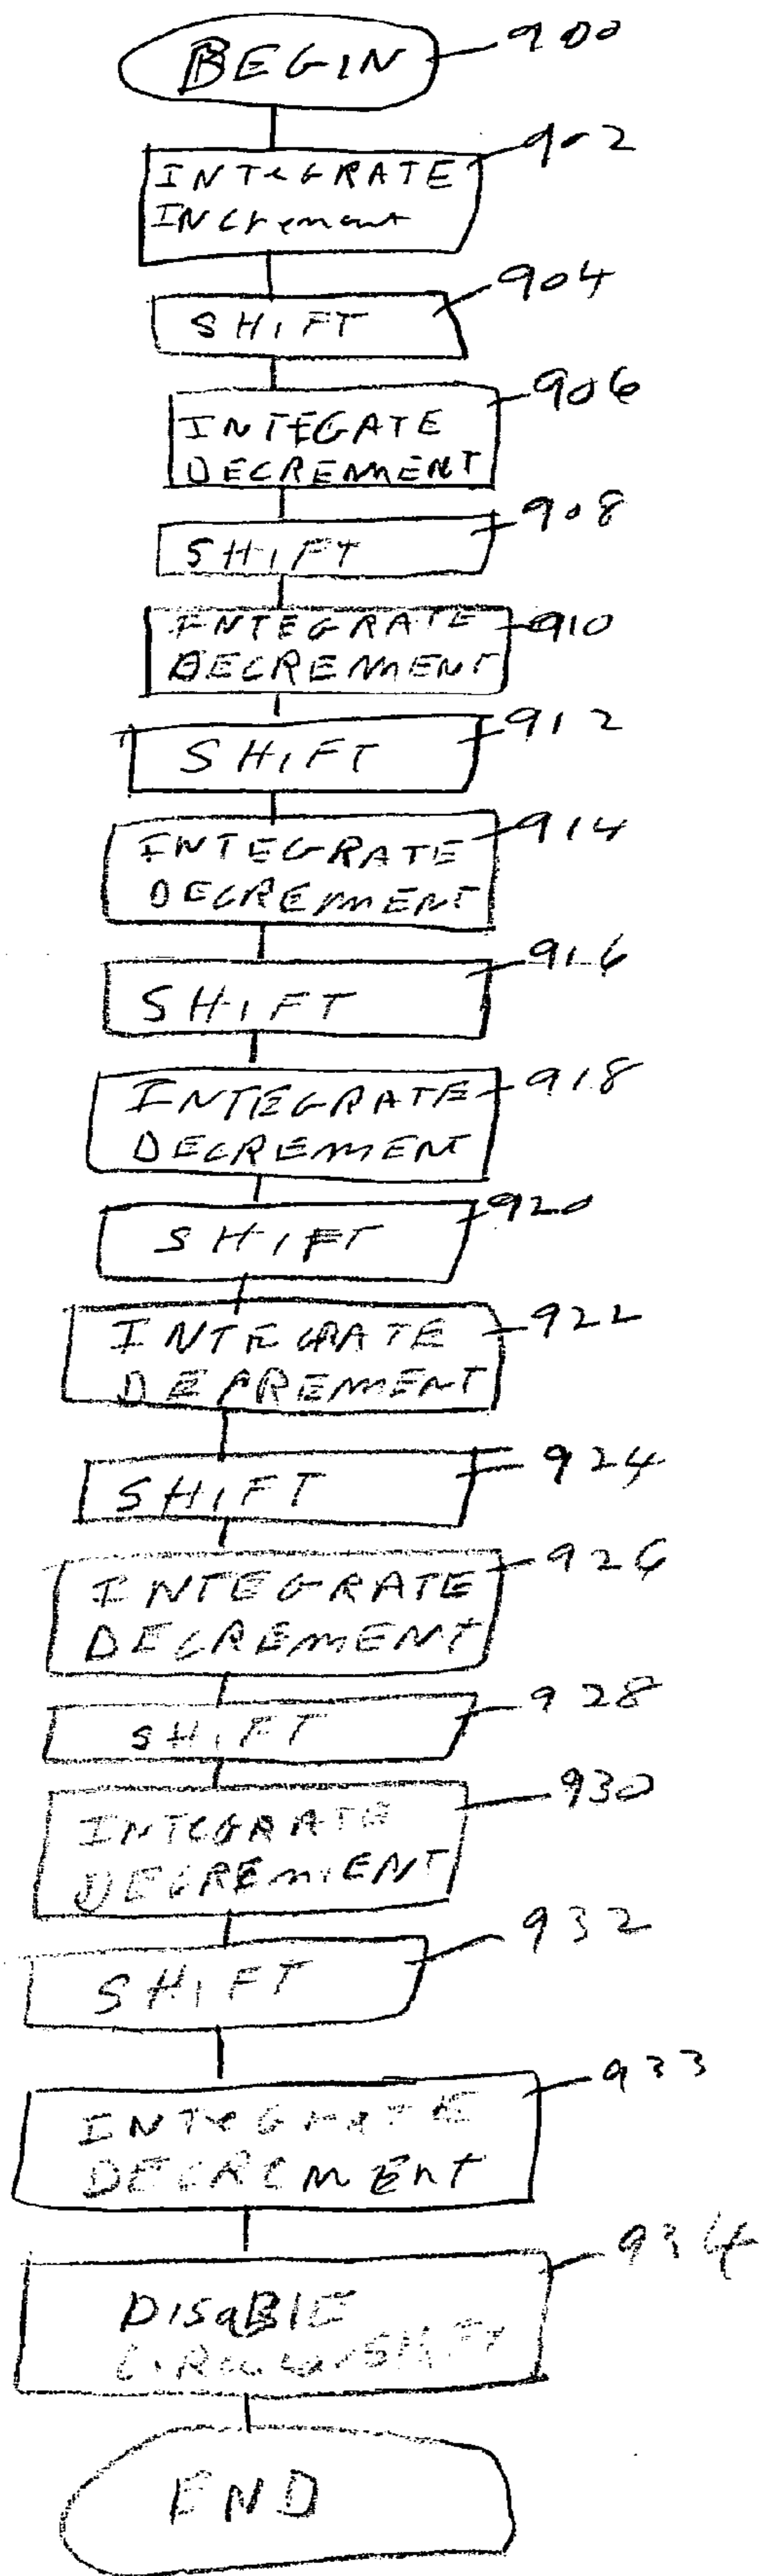 BEGIN 900
INTeGRATE 902
INCrement
SHIFT 904
INTEGATE 906
DECREMENT
SHIFT 908
INTEGRATE 910
DECREMENT
SHIFT 912
INTEGRATE 914
DECREMENT
SHIFT 916
INTEGRATE 918
DECREMENT
SHIFT 920
INTEGRATE 922
DECREMENT
SHIFT 924
INTEGRATE 926
DECREMENT
SHIFT 928
INTEGRATE 930
DECREMENT
SHIFT 932
INTeGrATE 933
DECREMENt
DISaBlE 934
CIRCULarSHIFT
END